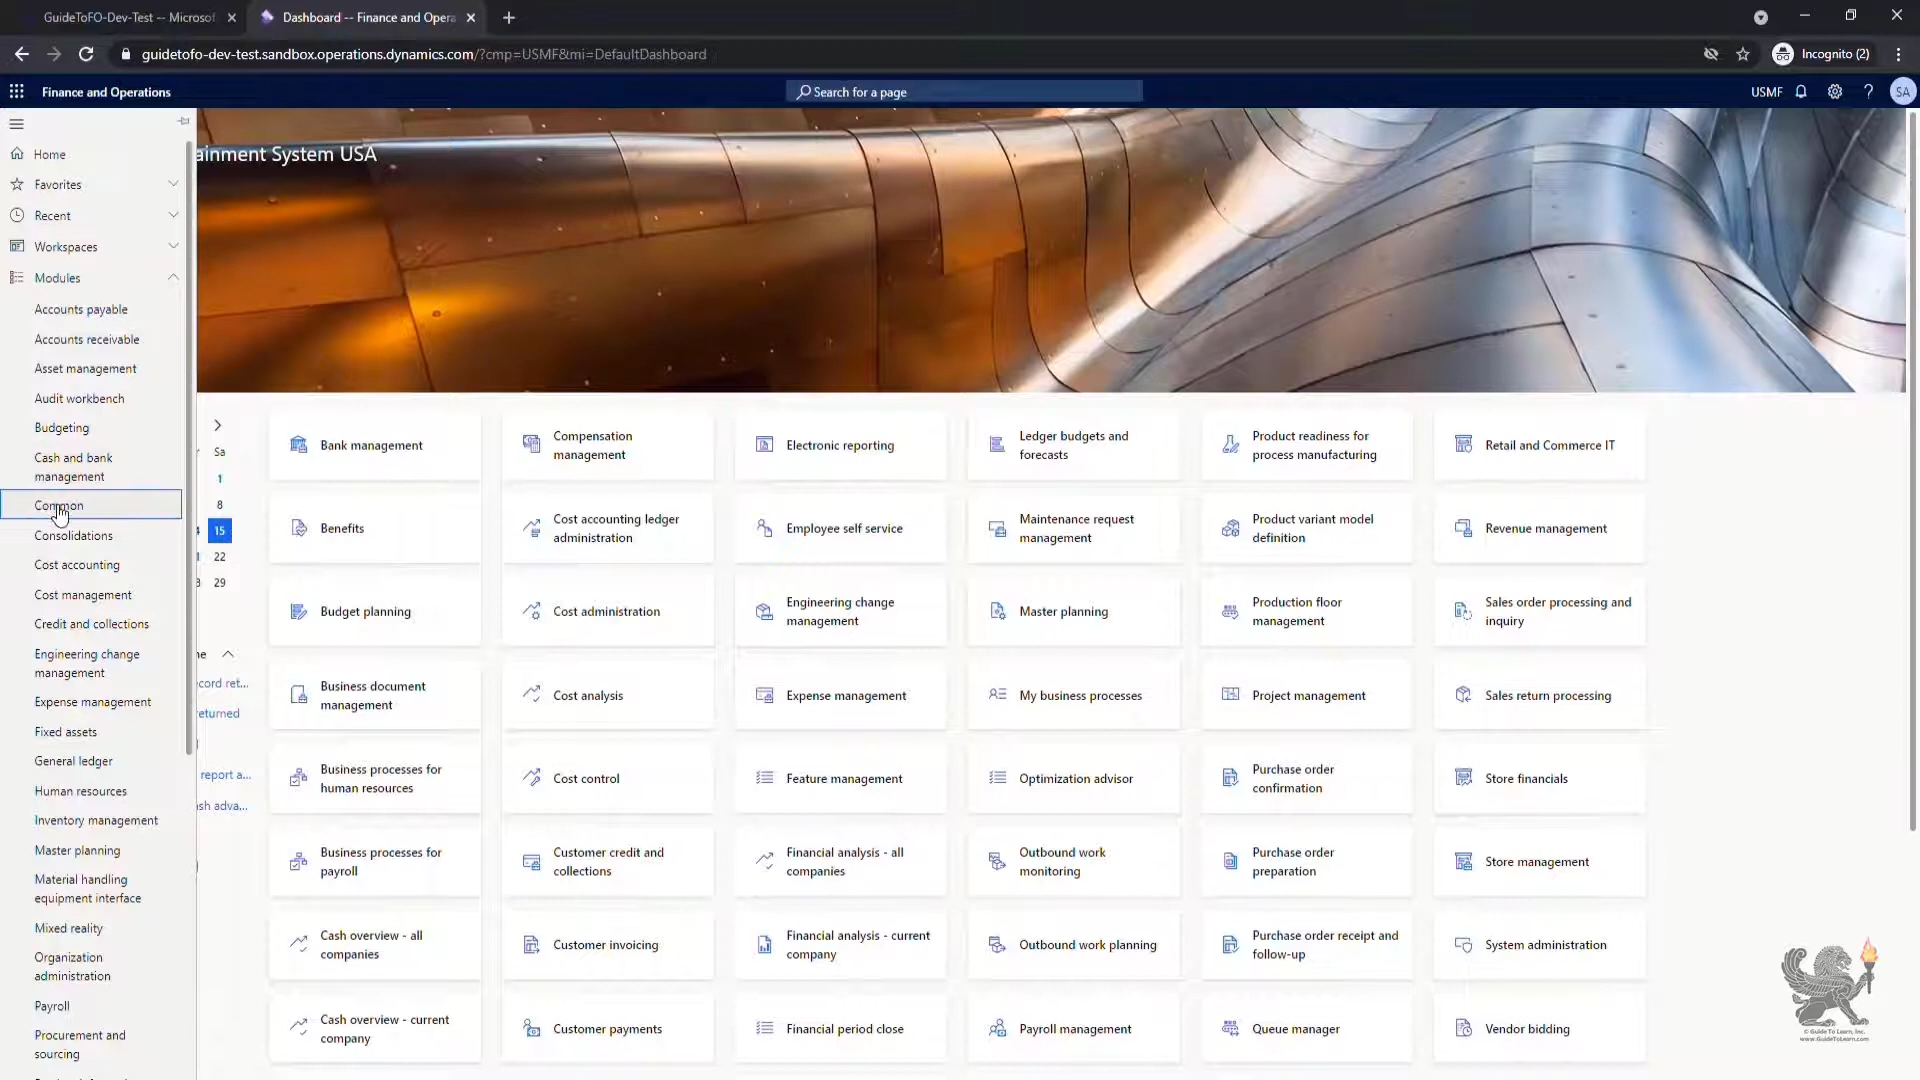 GuideToFO-Dev-Test -- Microsof
Dashboard -- Finance and Opera
guidetofo-dev-test.sandbox.operations.dynamics.com/?cmp=USMF&mi=DefaultDashboard
Incognito (2)
Finance and Operations
Search for a page
USMF
?
SA
ainment System USA
Home
Favorites
Recent
Workspaces
Modules
Accounts payable
Accounts receivable
Asset management
Audit workbench
Budgeting
Cash and bank
management
Common
Consolidations
Cost accounting
Cost management
Credit and collections
Engineering change
management
Expense management
Fixed assets
General ledger
Human resources
Inventory management
Master planning
Material handling
equipment interface
Mixed reality
Organization
administration
Payroll
Procurement and
sourcing
Sa
1
8
15
22
29
ne
cord ret...
returned
report a...
ash adva...
Bank management
Compensation
management
Electronic reporting
Ledger budgets and
forecasts
Product readiness for
process manufacturing
Retail and Commerce IT
Benefits
Cost accounting ledger
administration
Employee self service
Maintenance request
management
Product variant model
definition
Revenue management
Budget planning
Cost administration
Engineering change
management
Master planning
Production floor
management
Sales order processing and
inquiry
Business document
management
Cost analysis
Expense management
My business processes
Project management
Sales return processing
Business processes for
human resources
Cost control
Feature management
Optimization advisor
Purchase order
confirmation
Store financials
Business processes for
payroll
Customer credit and
collections
Financial analysis - all
companies
Outbound work
monitoring
Purchase order
preparation
Store management
Cash overview - all
companies
Customer invoicing
Financial analysis - current
company
Outbound work planning
Purchase order receipt and
follow-up
System administration
Cash overview - current
company
Customer payments
Financial period close
Payroll management
Queue manager
Vendor bidding
© Guide To Learn, Inc.
www.GuideToLearn.com